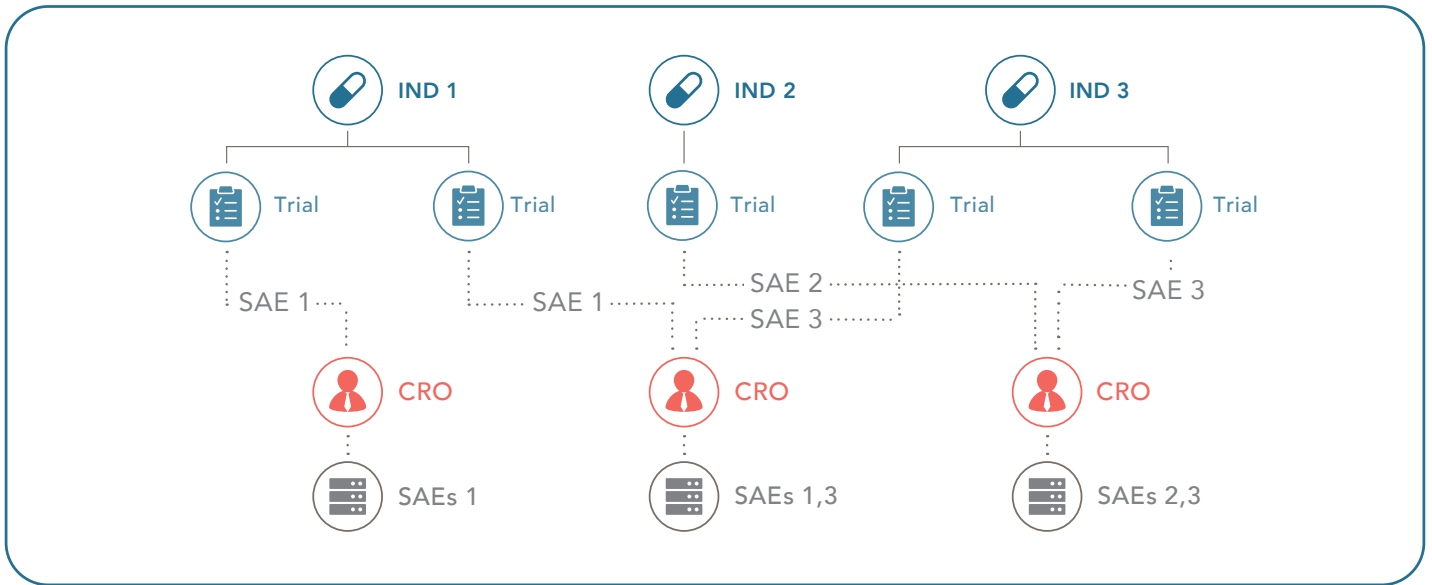 IND 1
IND 2
IND 3
Trial
Trial
Trial
Trial
Trial
SAE 1
SAE 1
SAE 2
SAE 3
SAE 3
CRO
CRO
CRO
SAEs 1
SAEs 1,3
SAEs 2,3